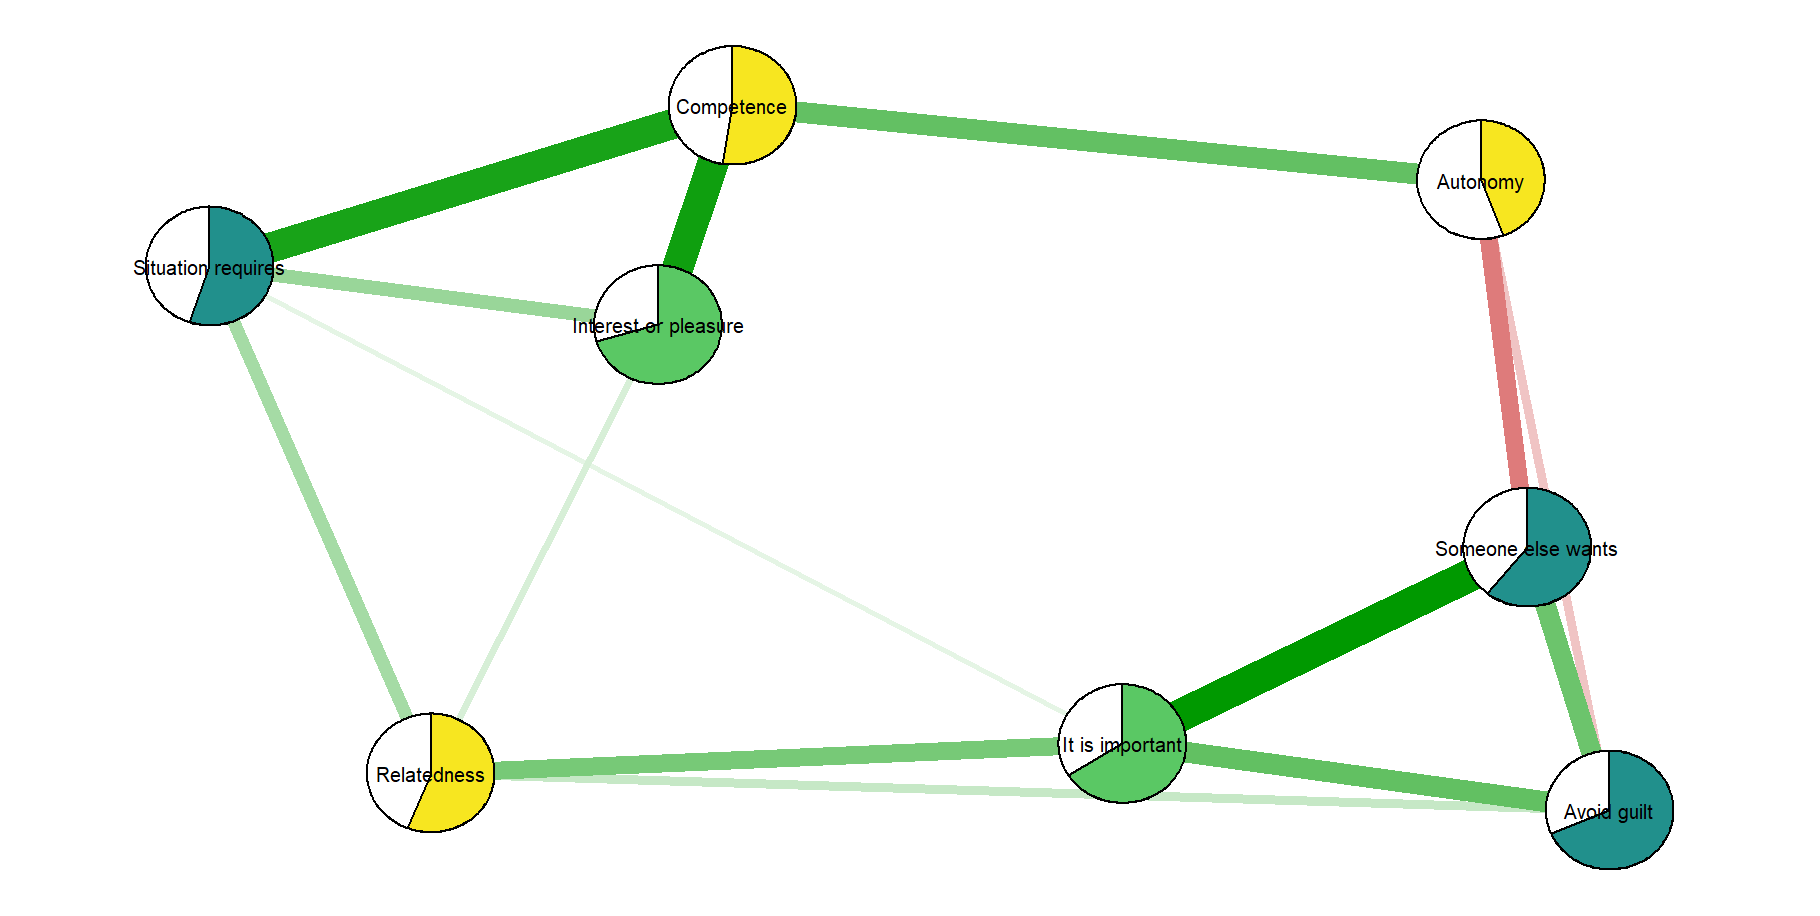 Competence
Autonomy
Situation requires
Interest or pleasure
Someone else wants
It is important
Relatedness
Avoid guilt